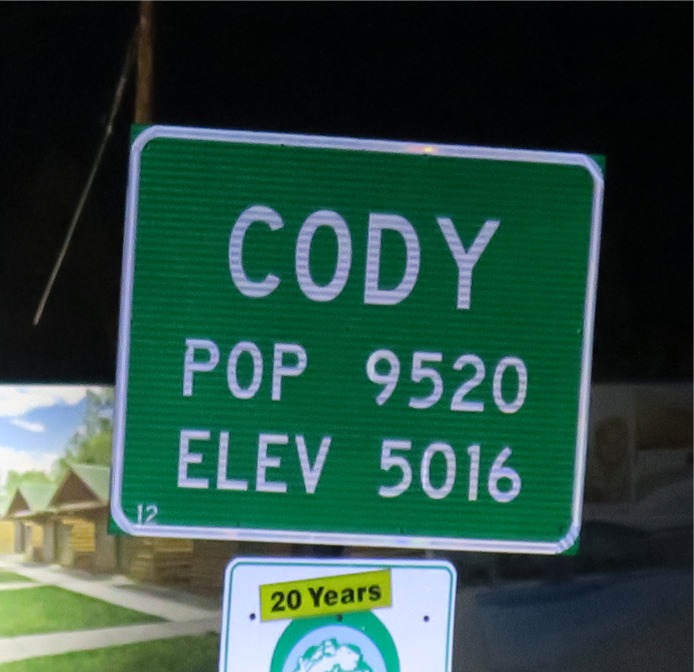 CODY
POP 9520
ELEV 5016
12
20 Years